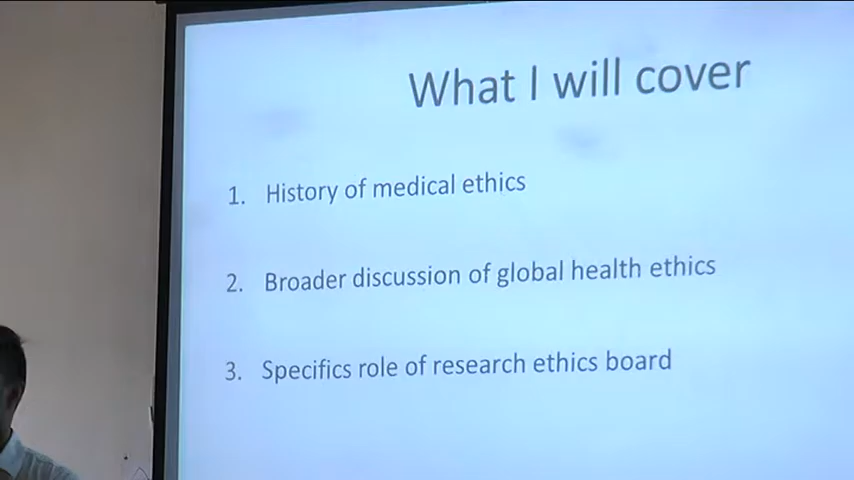 What I will cover
1. History of medical ethics
2. Broader discussion of global health ethics
3. Specifics role of research ethics board